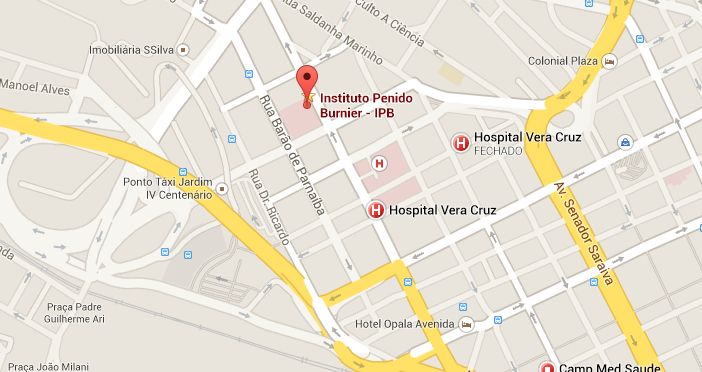 Culto A Ciência
Rua Saldanha Marinho
Imobiliária SSilva
Colonial Plaza
Manoel Alves
Instituto Penido
Burnier - IPB
Rua Barão de Parnaíba
Hospital Vera Cruz
FECHADO
H
H
H
Ponto Táxi Jardim
IV Centenário
Rua Dr. Ricardo
Hospital Vera Cruz
Av. Senador Saraiva
nda
Praça Padre
Guilherme Ari
Hotel Opala Avenida
Praça João Milani
Camp Med Saude